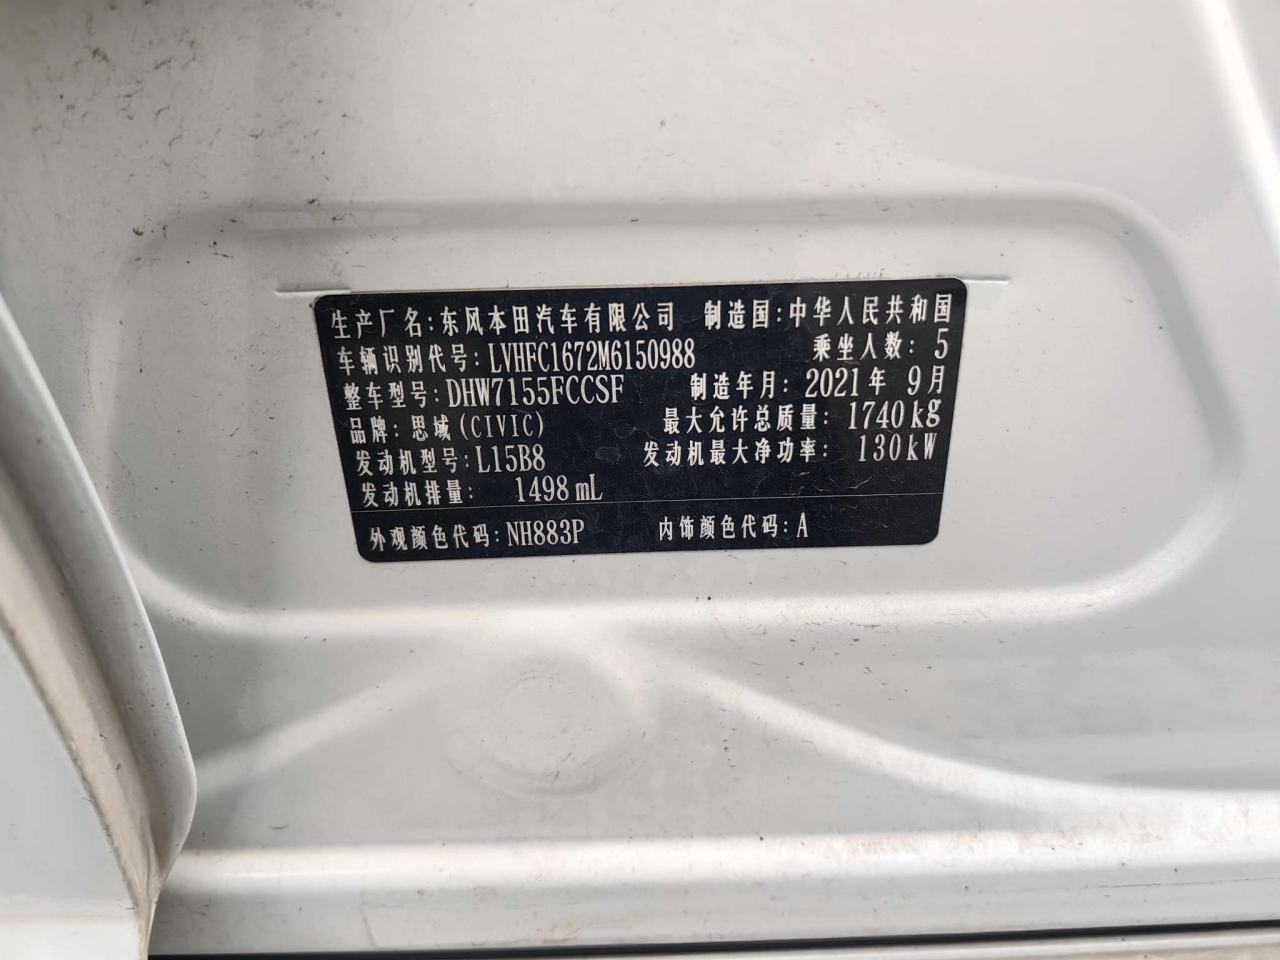 生产厂名:东风本田汽车有限公司 制造国:中华人民共和国
车辆识别代号:LVHFC1672M6150988 乘坐人数:5
整车型号:DHW7155FCCSF 制造年月:2021年 9月
品牌:思域(CIVIC) 最大允许总质量:1740kg
发动机型号:L15B8 发动机最大净功率: 130kW
发动机排量: 1498mL
外观颜色代码:NH883P 内饰颜色代码:A